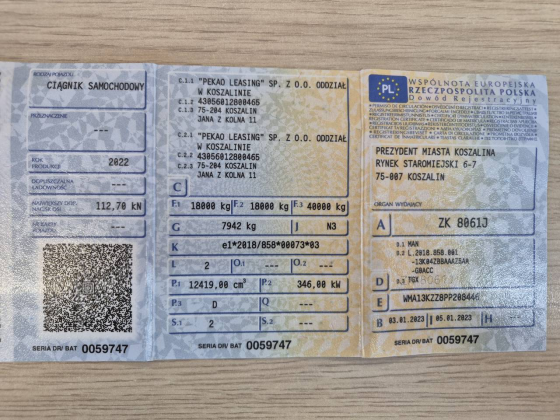 RODZAJ POJAZDU
CIĄGNIK SAMOCHODOWY
PRZEZNACZENIE
---
ROK PRODUKCJI 2022
DOPUSZCZALNA ŁADOWNOŚĆ ---
NAJWIĘKSZY DOP. NACISK OSI 112,70 kN
NR KARTY POJAZDU ---
SERIA DR/ BAT 0059747
C.1.1 "PEKAO LEASING" SP. Z O.O. ODDZIAŁ
W KOSZALINIE
C.1.2 43056012800465
C.1.3 75-204 KOSZALIN
JANA Z KOLNA 11
C.2.1 "PEKAO LEASING" SP. Z O.O. ODDZIAŁ
W KOSZALINIE
C.2.2 43056012800465
C.2.3 75-204 KOSZALIN
JANA Z KOLNA 11
C
F.1 18000 kg F.2 18000 kg F.3 40000 kg
G 7942 kg J N3
K e1*2018/858*00073*03
L 2 O.1 --- O.2 ---
P.1 12419,00 cm³ P.2 346,00 kW
P.3 D Q ---
S.1 2 S.2 ---
SERIA DR/ BAT 0059747
PL
WSPÓLNOTA EUROPEJSKA
RZECZPOSPOLITA POLSKA
Dowód Rejestracyjny
PREZYDENT MIASTA KOSZALINA
RYNEK STAROMIEJSKI 6-7
75-007 KOSZALIN
ORGAN WYDAJĄCY
A ZK 8061J
D.1 MAN
D.2 L.2018.858.001
-G8ACC
D D.3 TGX
E WMA13KZZ8PP208446
B 03.01.2023 I 05.01.2023 H ---
SERIA DR/ BAT 0059747